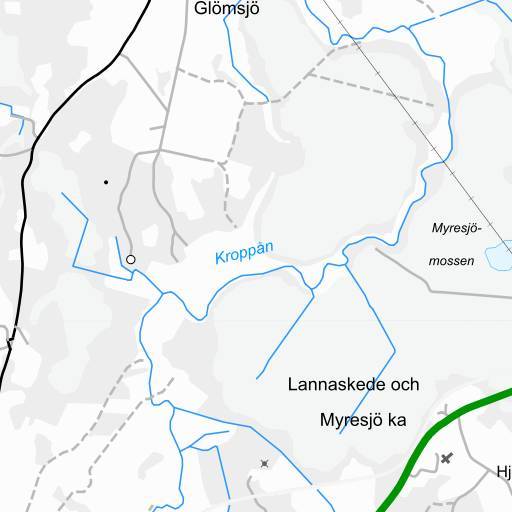 Glömsjö
Myresjö-
Kroppån
mossen
Lannaskede och
Myresjö ka
Hj